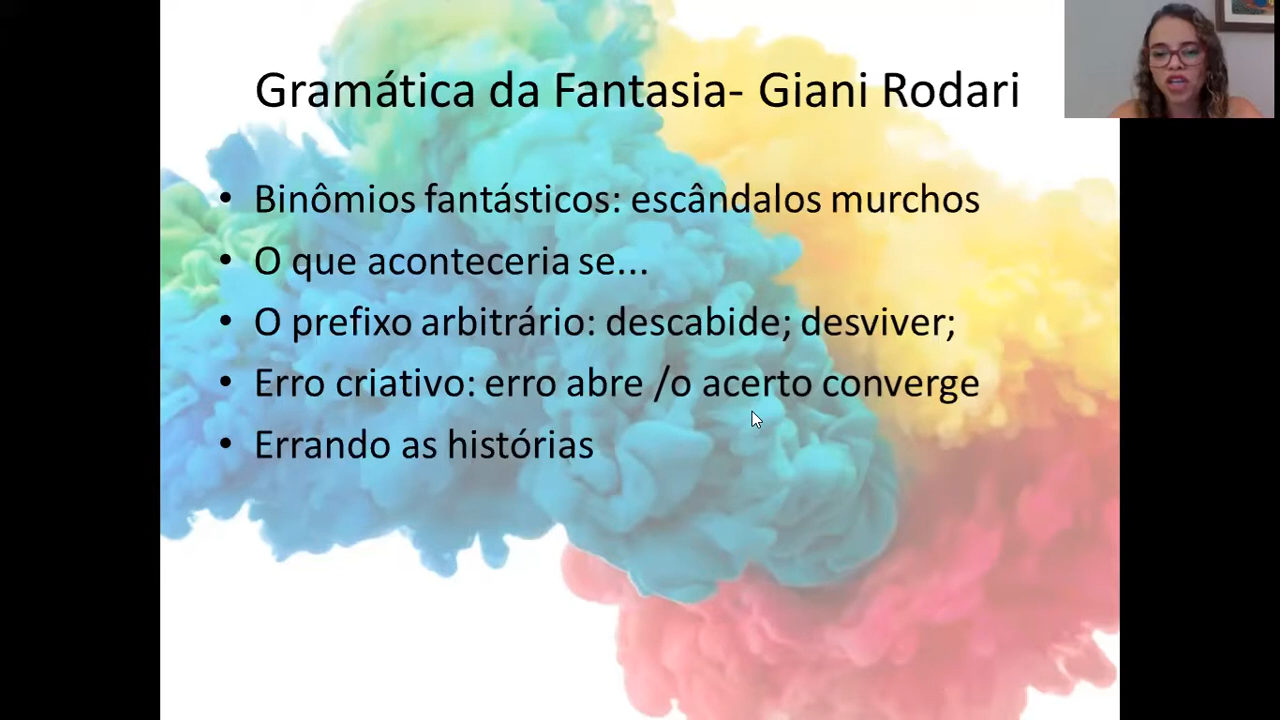 Gramática da Fantasia- Giani Rodari
• Binômios fantásticos: escândalos murchos
• O que aconteceria se...
• O prefixo arbitrário: descabide; desviver;
• Erro criativo: erro abre /o acerto converge
• Errando as histórias